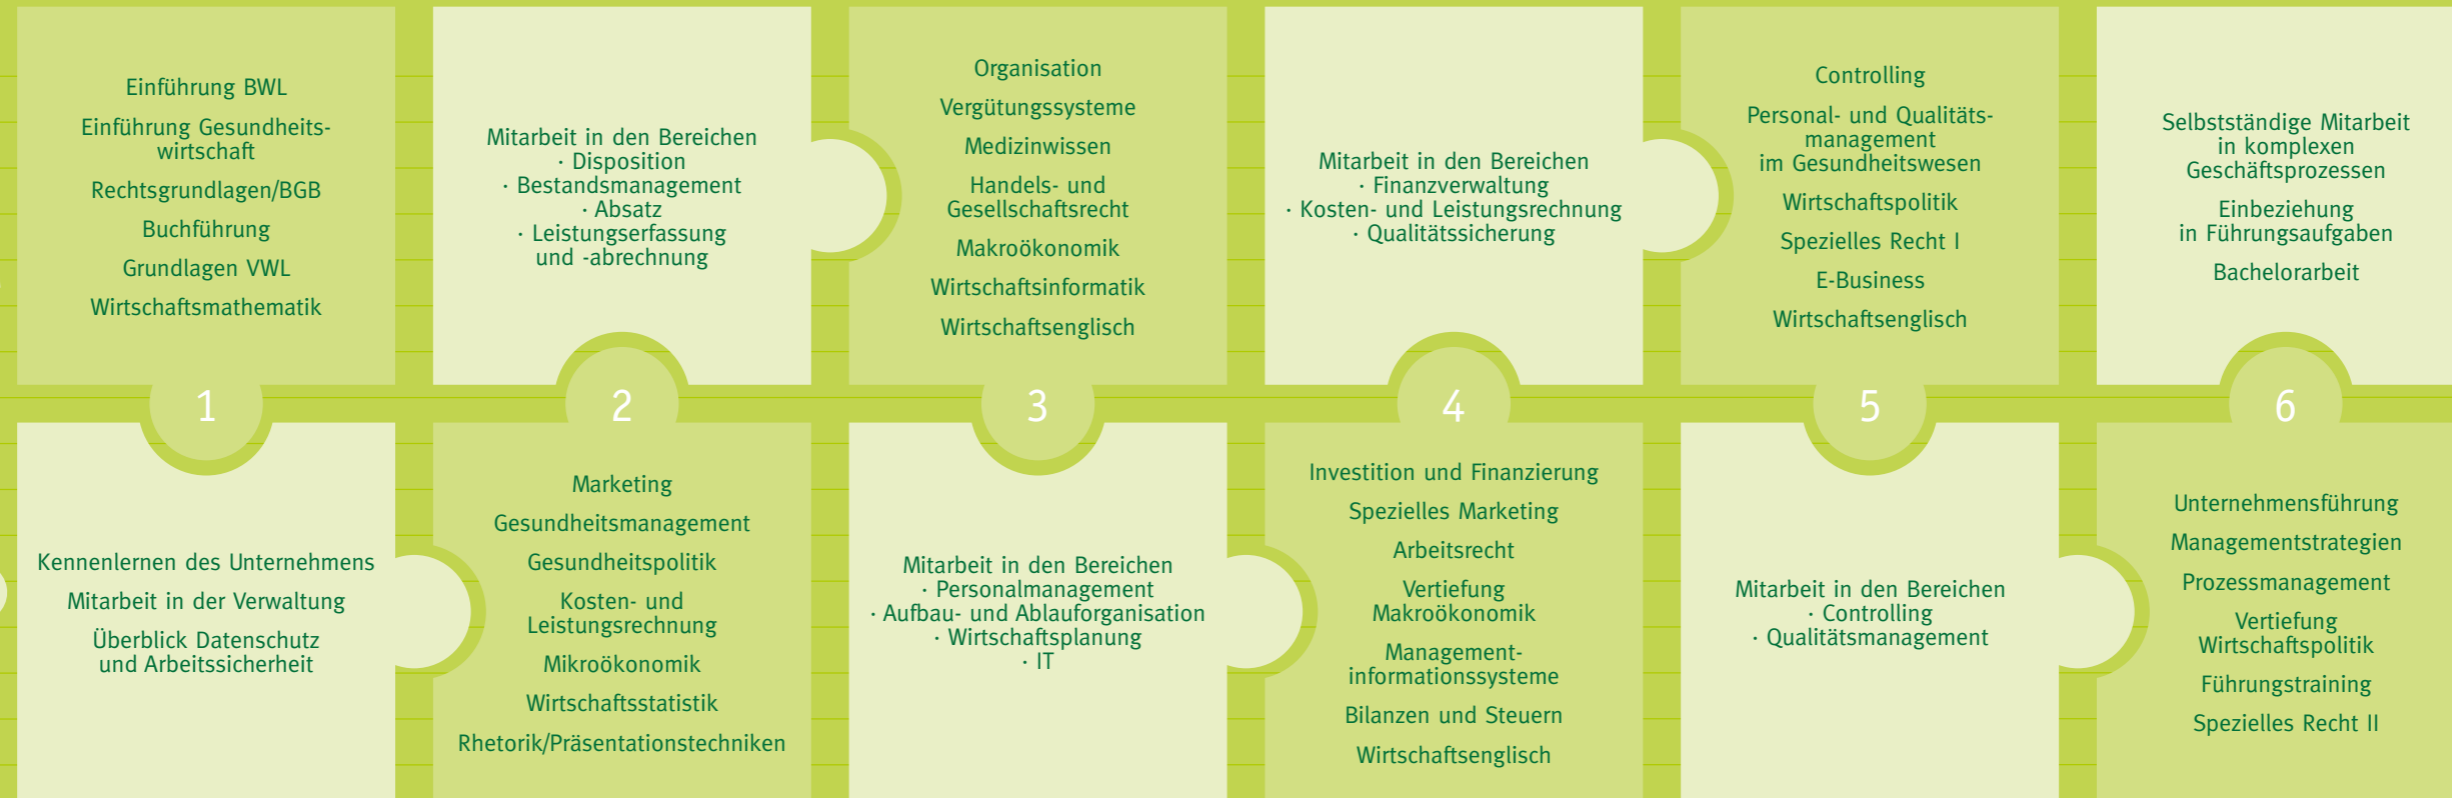 Einführung BWL
Einführung Gesundheits-
wirtschaft
Rechtsgrundlagen/BGB
Buchführung
Grundlagen VWL
Wirtschaftsmathematik
1
Kennenlernen des Unternehmens
Mitarbeit in der Verwaltung
Überblick Datenschutz
und Arbeitssicherheit
Mitarbeit in den Bereichen
· Disposition
· Bestandsmanagement
· Absatz
· Leistungserfassung
und -abrechnung
2
Marketing
Gesundheitsmanagement
Gesundheitspolitik
Kosten- und
Leistungsrechnung
Mikroökonomik
Wirtschaftsstatistik
Rhetorik/Präsentationstechniken
Organisation
Vergütungssysteme
Medizinwissen
Handels- und
Gesellschaftsrecht
Makroökonomik
Wirtschaftsinformatik
Wirtschaftsenglisch
3
Mitarbeit in den Bereichen
· Personalmanagement
· Aufbau- und Ablauforganisation
· Wirtschaftsplanung
· IT
Mitarbeit in den Bereichen
· Finanzverwaltung
· Kosten- und Leistungsrechnung
· Qualitätssicherung
4
Investition und Finanzierung
Spezielles Marketing
Arbeitsrecht
Vertiefung
Makroökonomik
Management-
informationssysteme
Bilanzen und Steuern
Wirtschaftsenglisch
Controlling
Personal- und Qualitäts-
management
im Gesundheitswesen
Wirtschaftspolitik
Spezielles Recht I
E-Business
Wirtschaftsenglisch
5
Mitarbeit in den Bereichen
· Controlling
· Qualitätsmanagement
Selbstständige Mitarbeit
in komplexen
Geschäftsprozessen
Einbeziehung
in Führungsaufgaben
Bachelorarbeit
6
Unternehmensführung
Managementstrategien
Prozessmanagement
Vertiefung
Wirtschaftspolitik
Führungstraining
Spezielles Recht II